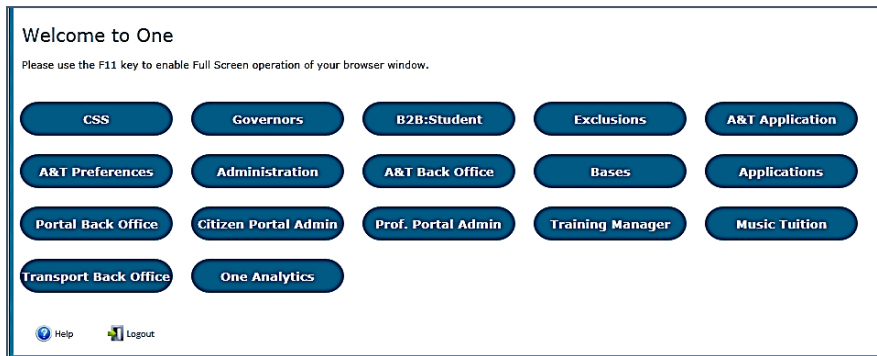 Welcome to One
Please use the F11 key to enable Full Screen operation of your browser window.
CSS Governors B2B:Student Exclusions A&T Application
A&T Preferences Administration A&T Back Office Bases Applications
Portal Back Office Citizen Portal Admin Prof. Portal Admin Training Manager Music Tuition
Transport Back Office One Analytics
Help Logout